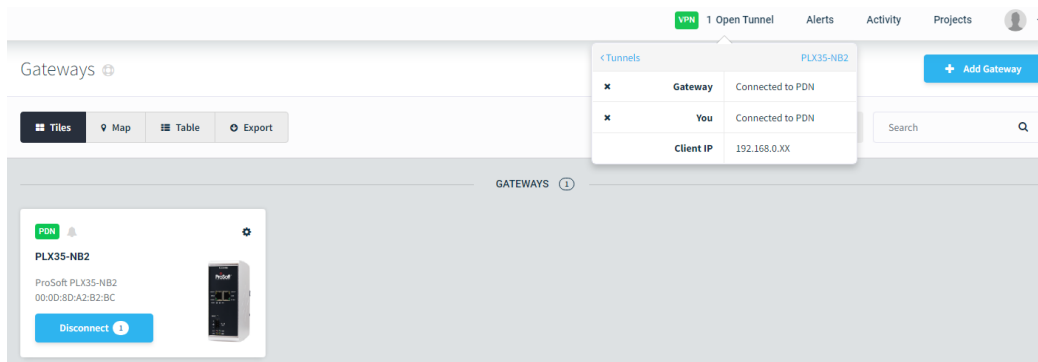 VPN 1 Open Tunnel Alerts Activity Projects
Gateways
< Tunnels PLX35-NB2
Gateway Connected to PDN
You Connected to PDN
Client IP 192.168.0.XX
+ Add Gateway
Tiles Map Table Export
Search
GATEWAYS 1
PDN
PLX35-NB2
ProSoft PLX35-NB2
00:0D:8D:A2:B2:BC
ProSoft
Disconnect 1